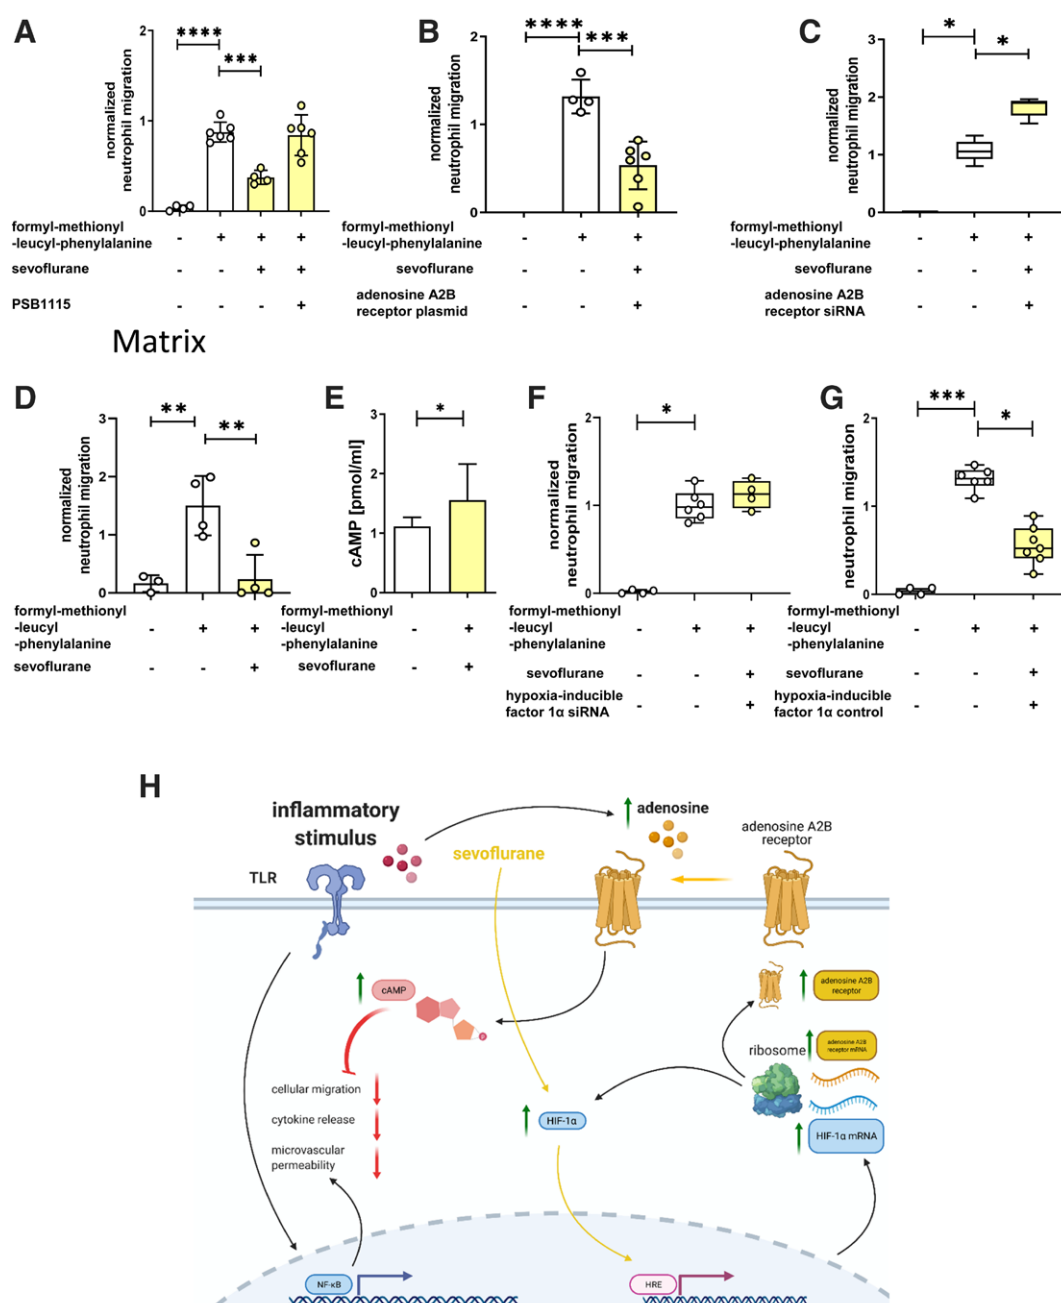 A
2
1
0
normalized
neutrophil migration
****
***
formyl-methionyl
-leucyl-phenylalanine
- + + +
sevoflurane
- - + +
PSB1115
- - - +
B
2
1
0
normalized
neutrophil migration
****
***
formyl-methionyl
-leucyl-phenylalanine
- + +
sevoflurane
- - +
adenosine A2B
receptor plasmid
- - +
C
3
2
1
0
normalized
neutrophil migration
*
*
formyl-methionyl
-leucyl-phenylalanine
- + +
sevoflurane
- - +
adenosine A2B
receptor siRNA
- - +
Matrix
D
3
2
1
0
normalized
neutrophil migration
**
**
formyl-methionyl
-leucyl
-phenylalanine
- + +
sevoflurane
- - +
E
3
2
1
0
cAMP [pmol/ml]
*
formyl-methionyl
-leucyl
-phenylalanine
- +
sevoflurane
- +
F
2
1
0
normalized
neutrophil migration
*
formyl-methionyl
-leucyl
-phenylalanine
- + +
sevoflurane
- - +
hypoxia-inducible
factor 1α siRNA
- - +
G
2
1
0
neutrophil migration
***
*
formyl-methionyl
-leucyl
-phenylalanine
- + +
sevoflurane
- - +
hypoxia-inducible
factor 1α control
- - +
H
inflammatory
stimulus
adenosine
adenosine A2B
receptor
sevoflurane
TLR
cAMP
adenosine A2B
receptor
ribosome
adenosine A2B
receptor mRNA
cellular migration
cytokine release
microvascular
permeability
HIF-1α
HIF-1α mRNA
NF-κB
HRE